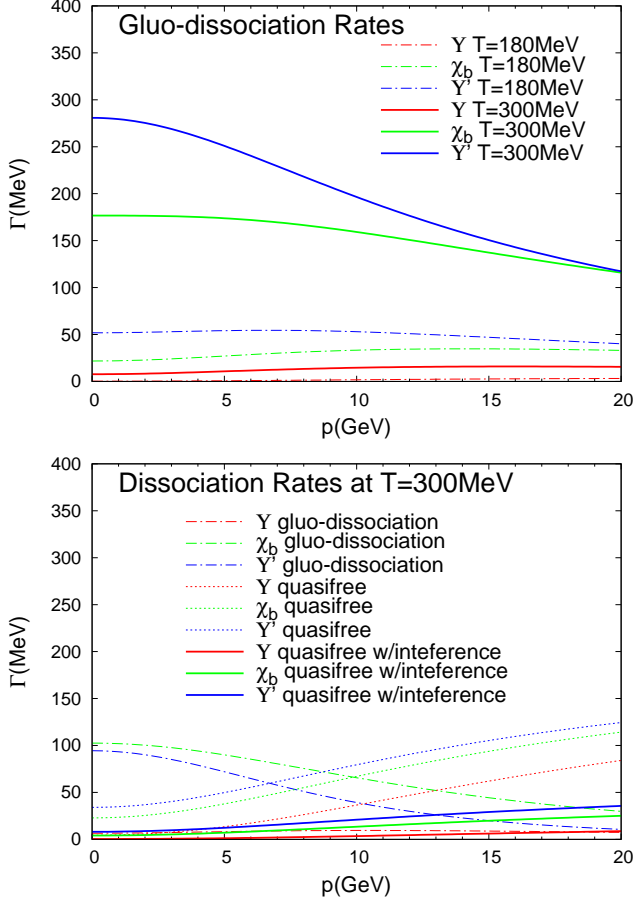 Gluo-dissociation Rates
Υ T=180MeV
χb T=180MeV
Υ' T=180MeV
Υ T=300MeV
χb T=300MeV
Υ' T=300MeV
400
350
300
250
200
150
100
50
0
Γ(MeV)
0 5 10 15 20
p(GeV)
Dissociation Rates at T=300MeV
Υ gluo-dissociation
χb gluo-dissociation
Υ' gluo-dissociation
Υ quasifree
χb quasifree
Υ' quasifree
Υ quasifree w/inteference
χb quasifree w/inteference
Υ' quasifree w/inteference
400
350
300
250
200
150
100
50
0
Γ(MeV)
0 5 10 15 20
p(GeV)